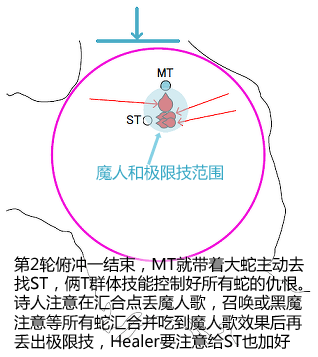 MT
ST
魔人和极限技范围
第2轮俯冲一结束，MT就带着大蛇主动去
找ST，俩T群体技能控制好所有蛇的仇恨。
诗人注意在汇合点丢魔人歌，召唤或黑魔
注意等所有蛇汇合并吃到魔人歌效果后再
丢出极限技，Healer要注意给ST也加好